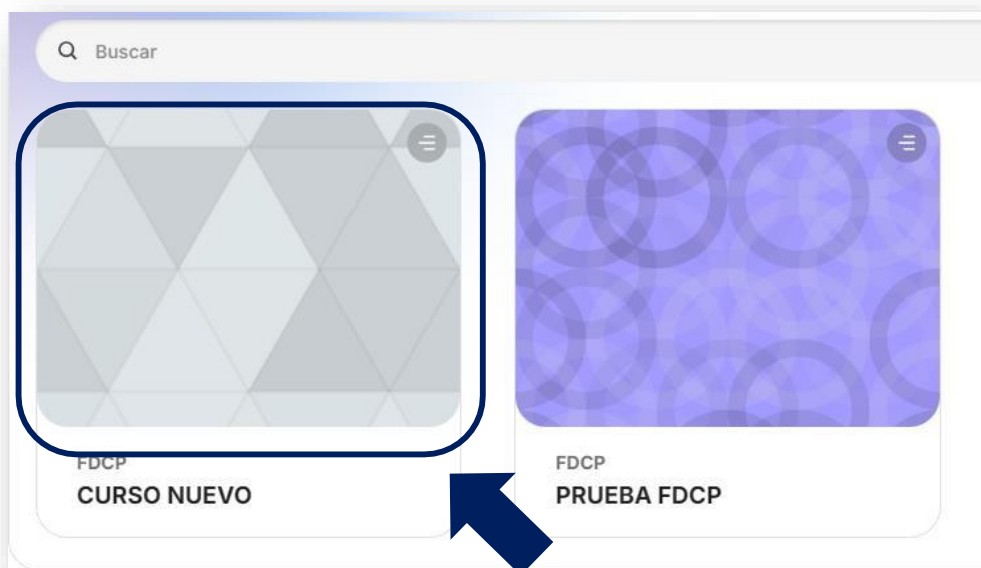 Buscar
FDCP
CURSO NUEVO
FDCP
PRUEBA FDCP